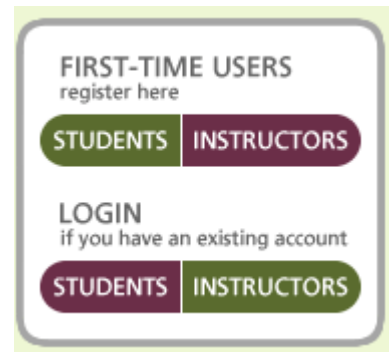 FIRST-TIME USERS
register here
STUDENTS INSTRUCTORS
LOGIN
if you have an existing account
STUDENTS INSTRUCTORS